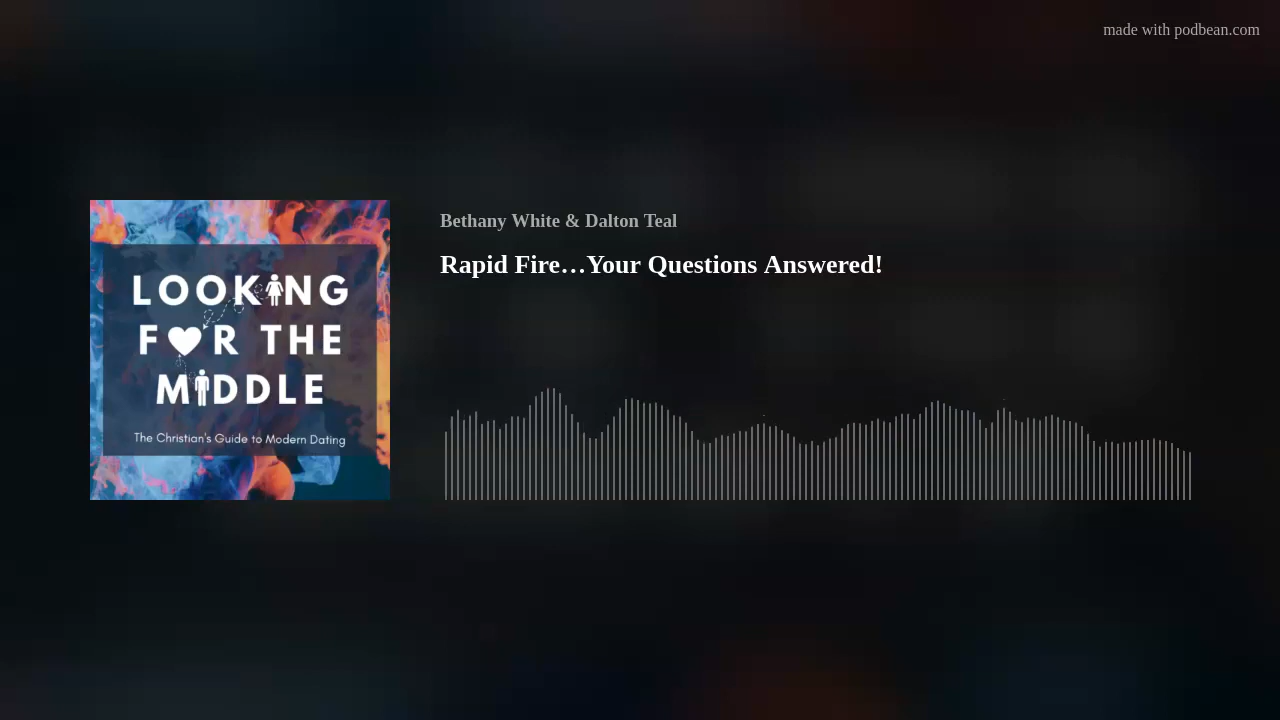 made with podbean.com
Bethany White & Dalton Teal
Rapid Fire…Your Questions Answered!
LOOKING
FOR THE
MIDDLE
The Christian's Guide to Modern Dating